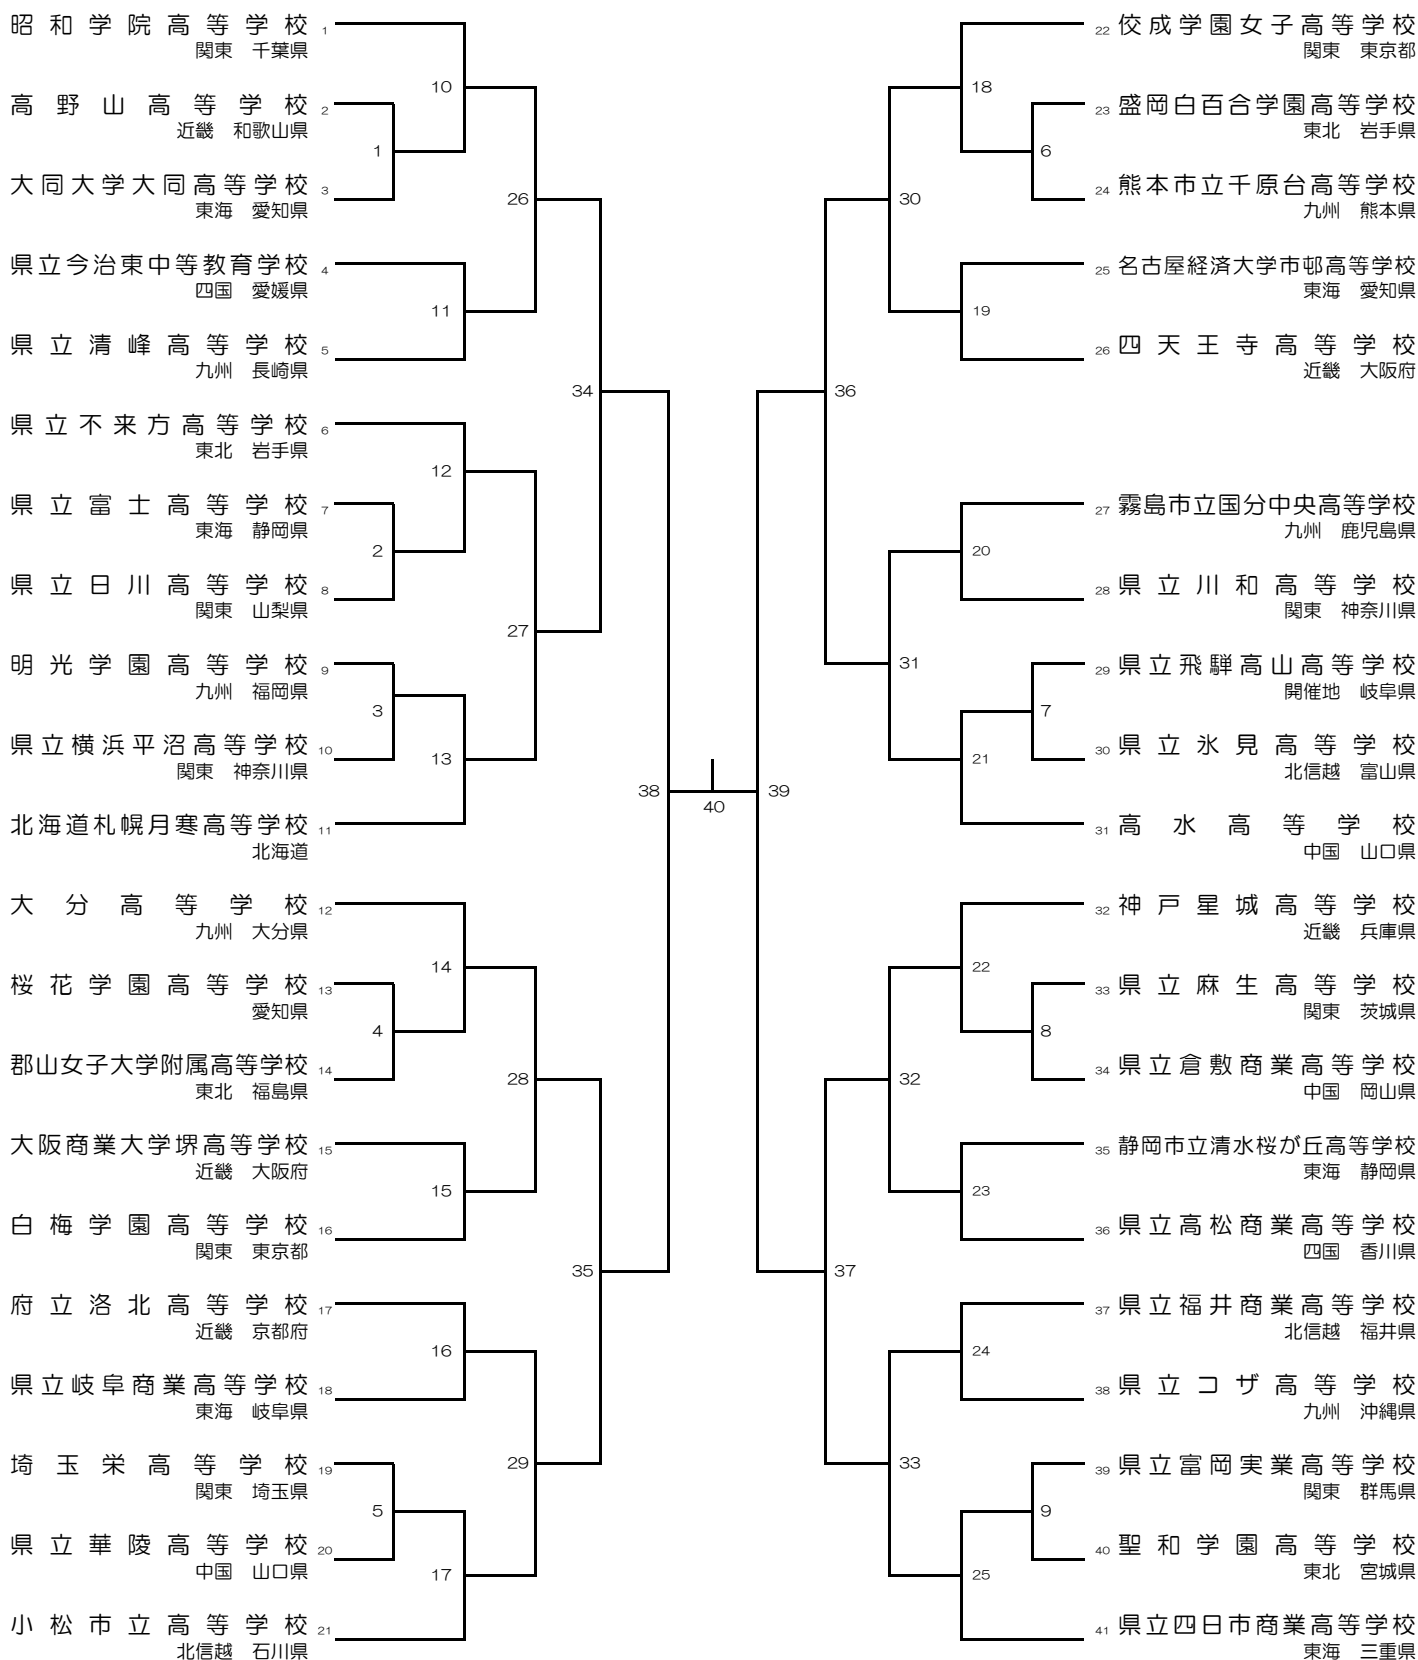 昭和学院高等学校 1
関東 千葉県
高野山高等学校 2
近畿 和歌山県
1
大同大学大同高等学校 3
東海 愛知県
10
県立今治東中等教育学校 4
四国 愛媛県
11
県立清峰高等学校 5
九州 長崎県
26
県立不来方高等学校 6
東北 岩手県
12
県立富士高等学校 7
東海 静岡県
2
県立日川高等学校 8
関東 山梨県
27
明光学園高等学校 9
九州 福岡県
3
県立横浜平沼高等学校 10
関東 神奈川県
13
北海道札幌月寒高等学校 11
北海道
34
大分高等学校 12
九州 大分県
14
桜花学園高等学校 13
愛知県
4
郡山女子大学附属高等学校 14
東北 福島県
28
大阪商業大学堺高等学校 15
近畿 大阪府
15
白梅学園高等学校 16
関東 東京都
35
府立洛北高等学校 17
近畿 京都府
16
県立岐阜商業高等学校 18
東海 岐阜県
29
埼玉栄高等学校 19
関東 埼玉県
5
県立華陵高等学校 20
中国 山口県
17
小松市立高等学校 21
北信越 石川県
38
40
39
22 佼成学園女子高等学校
関東 東京都
18
23 盛岡白百合学園高等学校
東北 岩手県
6
24 熊本市立千原台高等学校
九州 熊本県
30
25 名古屋経済大学市邨高等学校
東海 愛知県
19
26 四天王寺高等学校
近畿 大阪府
36
27 霧島市立国分中央高等学校
九州 鹿児島県
20
28 県立川和高等学校
関東 神奈川県
31
29 県立飛騨高山高等学校
開催地 岐阜県
7
30 県立氷見高等学校
北信越 富山県
21
31 高水高等学校
中国 山口県
32 神戸星城高等学校
近畿 兵庫県
22
33 県立麻生高等学校
関東 茨城県
8
34 県立倉敷商業高等学校
中国 岡山県
32
35 静岡市立清水桜が丘高等学校
東海 静岡県
23
36 県立高松商業高等学校
四国 香川県
37
37 県立福井商業高等学校
北信越 福井県
24
38 県立コザ高等学校
九州 沖縄県
33
39 県立富岡実業高等学校
関東 群馬県
9
40 聖和学園高等学校
東北 宮城県
25
41 県立四日市商業高等学校
東海 三重県